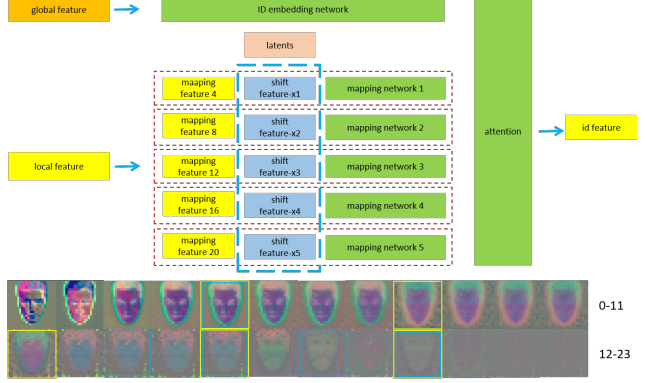 global feature
ID embedding network
latents
maaping
feature 4
shift
feature-x1
mapping network 1
mapping
feature 8
shift
feature-x2
mapping network 2
attention
id feature
local feature
mapping
feature 12
shift
feature-x3
mapping network 3
mapping
feature 16
shift
feature-x4
mapping network 4
mapping
feature 20
shift
feature-x5
mapping network 5
0-11
12-23